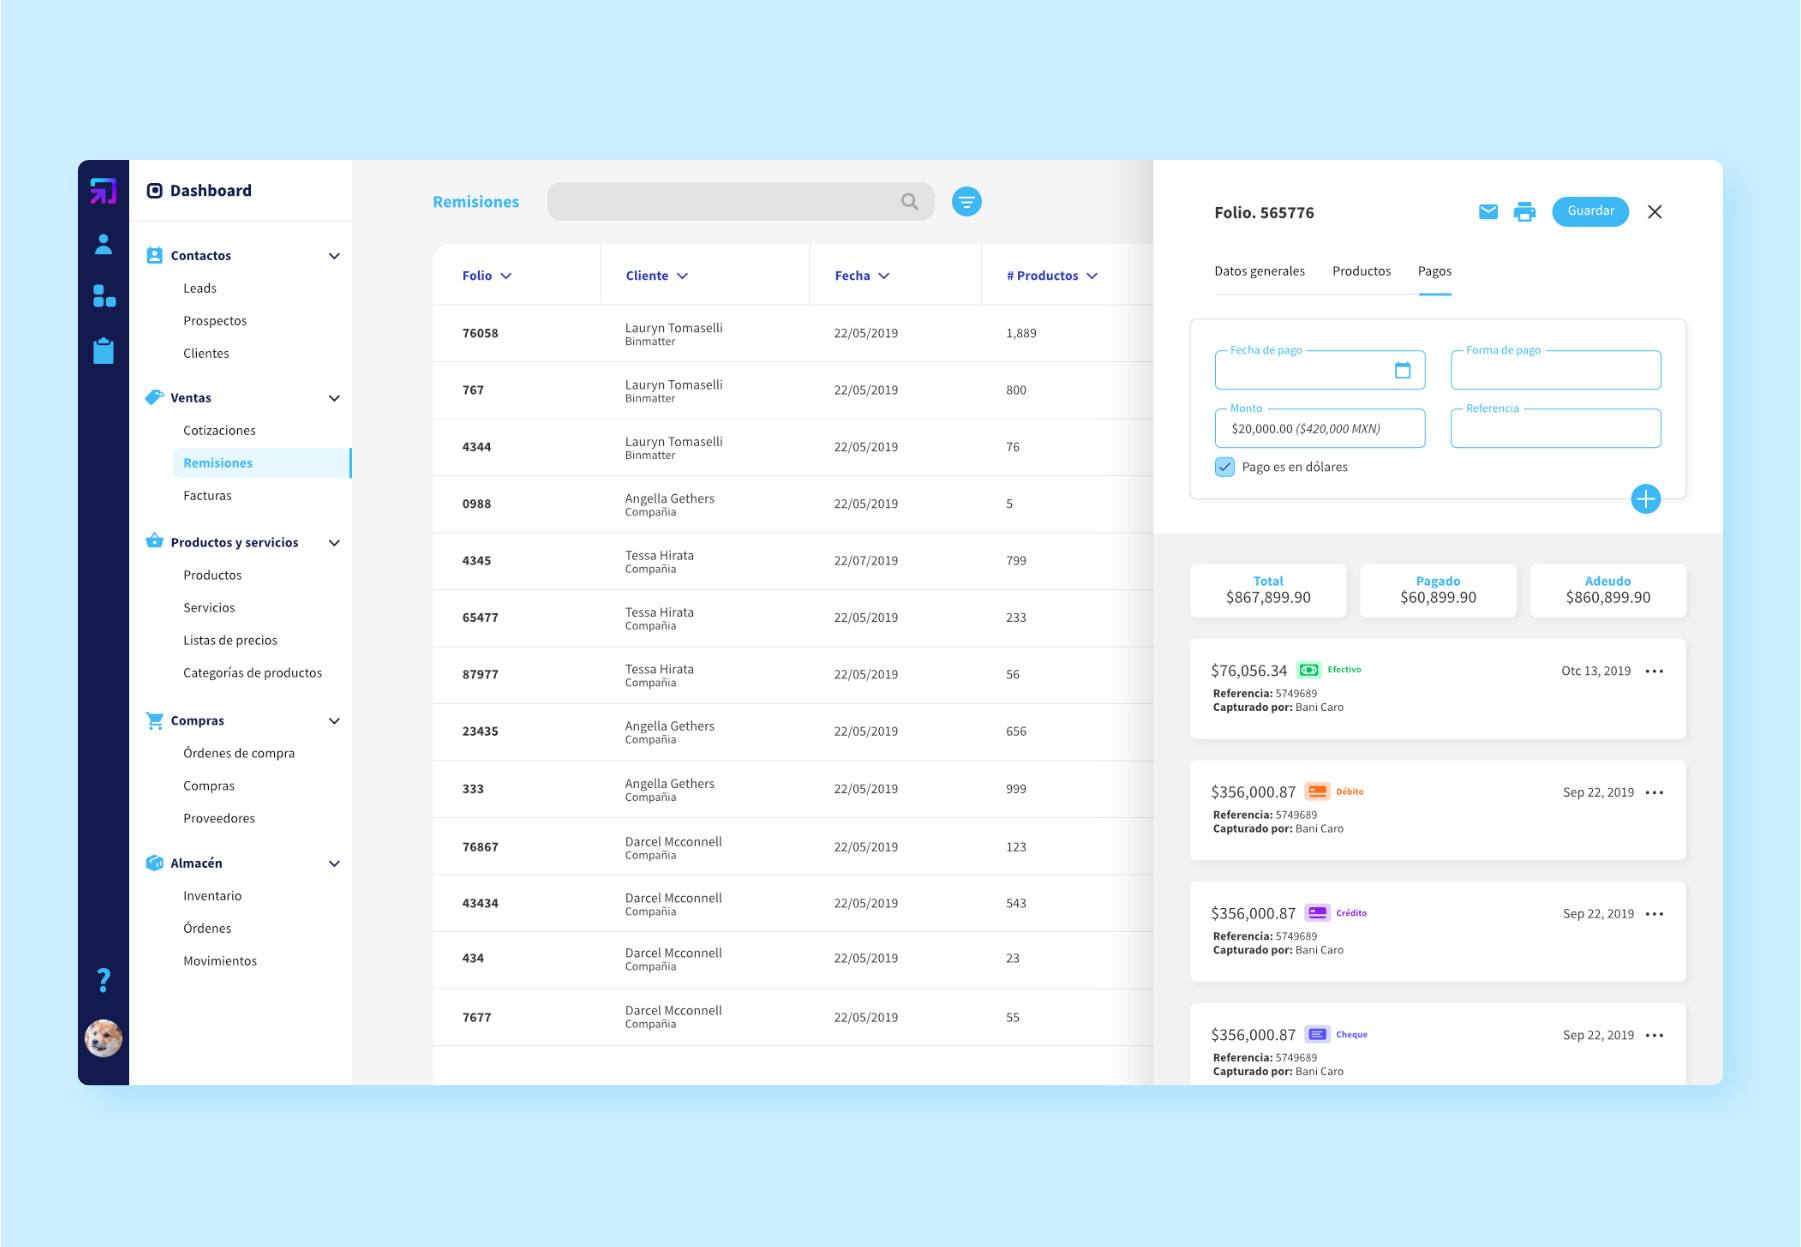 Dashboard
Contactos
Leads
Prospectos
Clientes
Ventas
Cotizaciones
Remisiones
Facturas
Productos y servicios
Productos
Servicios
Listas de precios
Categorías de productos
Compras
Órdenes de compra
Compras
Proveedores
Almacén
Inventario
Órdenes
Movimientos
?
Remisiones
Folio Cliente Fecha # Productos
76058 Lauryn Tomaselli 22/05/2019 1,889
Binmatter
767 Lauryn Tomaselli 22/05/2019 800
Binmatter
4344 Lauryn Tomaselli 22/05/2019 76
Binmatter
0988 Angella Gethers 22/05/2019 5
Compañia
4345 Tessa Hirata 22/07/2019 799
Compañia
65477 Tessa Hirata 22/05/2019 233
Compañia
87977 Tessa Hirata 22/05/2019 56
Compañia
23435 Angella Gethers 22/05/2019 656
Compañia
333 Angella Gethers 22/05/2019 999
Compañia
76867 Darcel Mcconnell 22/05/2019 123
Compañia
43434 Darcel Mcconnell 22/05/2019 543
Compañia
434 Darcel Mcconnell 22/05/2019 23
Compañia
7677 Darcel Mcconnell 22/05/2019 55
Compañia
Folio. 565776
Guardar
Datos generales Productos Pagos
Fecha de pago Forma de pago
Monto Referencia
$20,000.00 ($420,000 MXN)
Pago es en dólares
Total Pagado Adeudo
$867,899.90 $60,899.90 $860,899.90
$76,056.34 Efectivo Otc 13, 2019
Referencia: 5749689
Capturado por: Bani Caro
$356,000.87 Débito Sep 22, 2019
Referencia: 5749689
Capturado por: Bani Caro
$356,000.87 Crédito Sep 22, 2019
Referencia: 5749689
Capturado por: Bani Caro
$356,000.87 Cheque Sep 22, 2019
Referencia: 5749689
Capturado por: Bani Caro